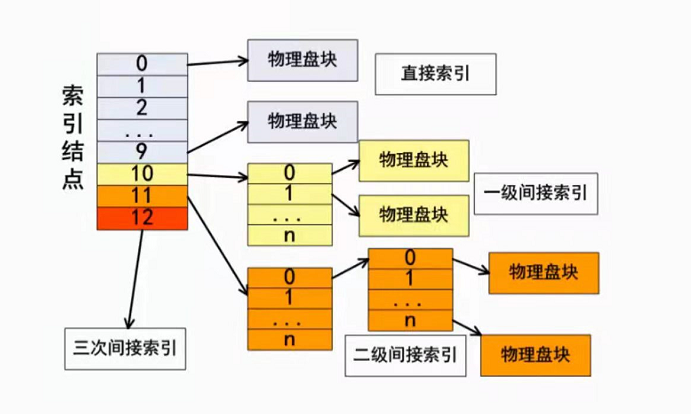 索引结点
0
1
2
...
9
10
11
12
物理盘块
物理盘块
直接索引
0
1
...
n
物理盘块
物理盘块
一级间接索引
0
1
...
n
0
1
...
n
物理盘块
物理盘块
二级间接索引
三次间接索引